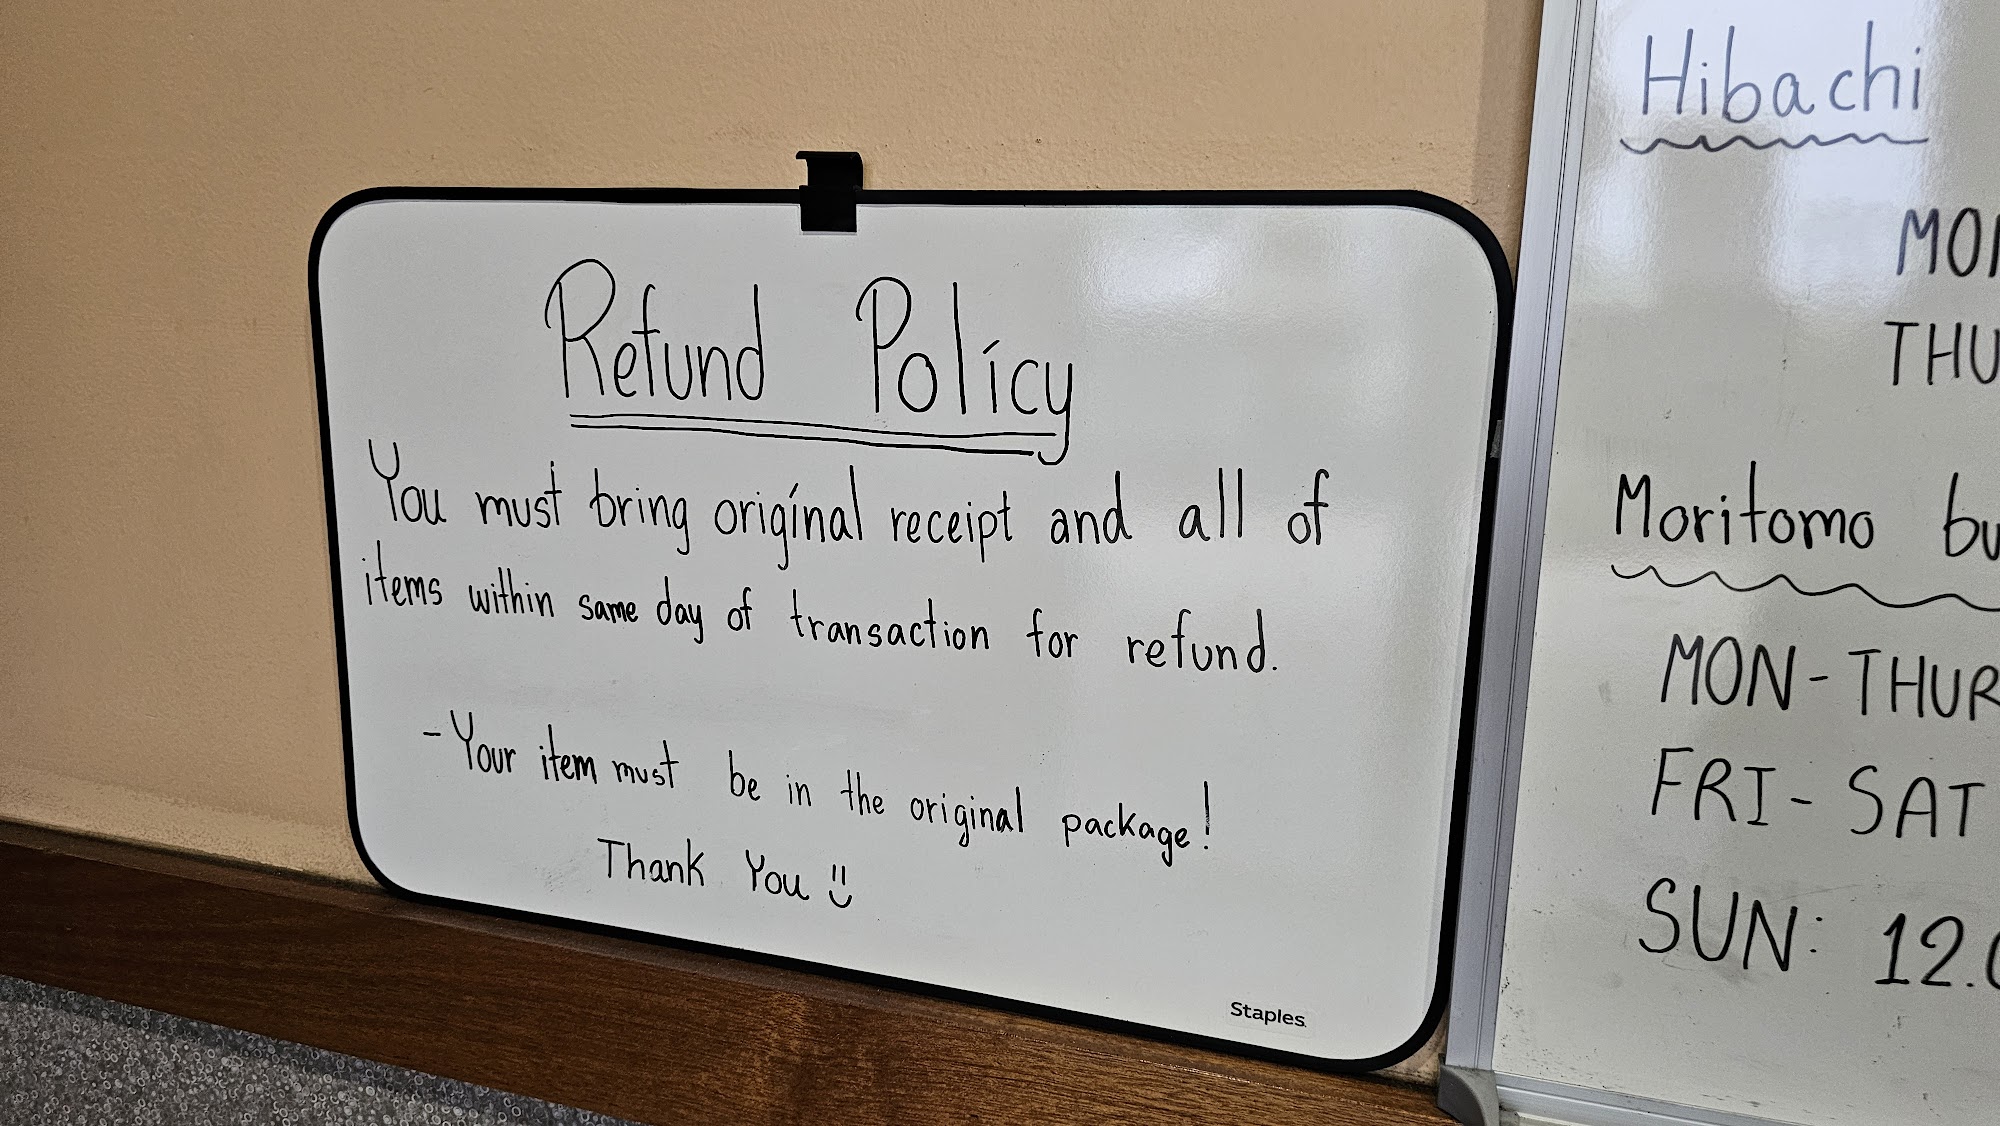 Refund Policy
You must bring original receipt and all of
items within same day of transaction for refund.
- Your item must be in the original package!
Thank You
Staples
Hibachi
MON
THU
Moritomo bu
MON-THUR
FRI-SAT
SUN: 12.0